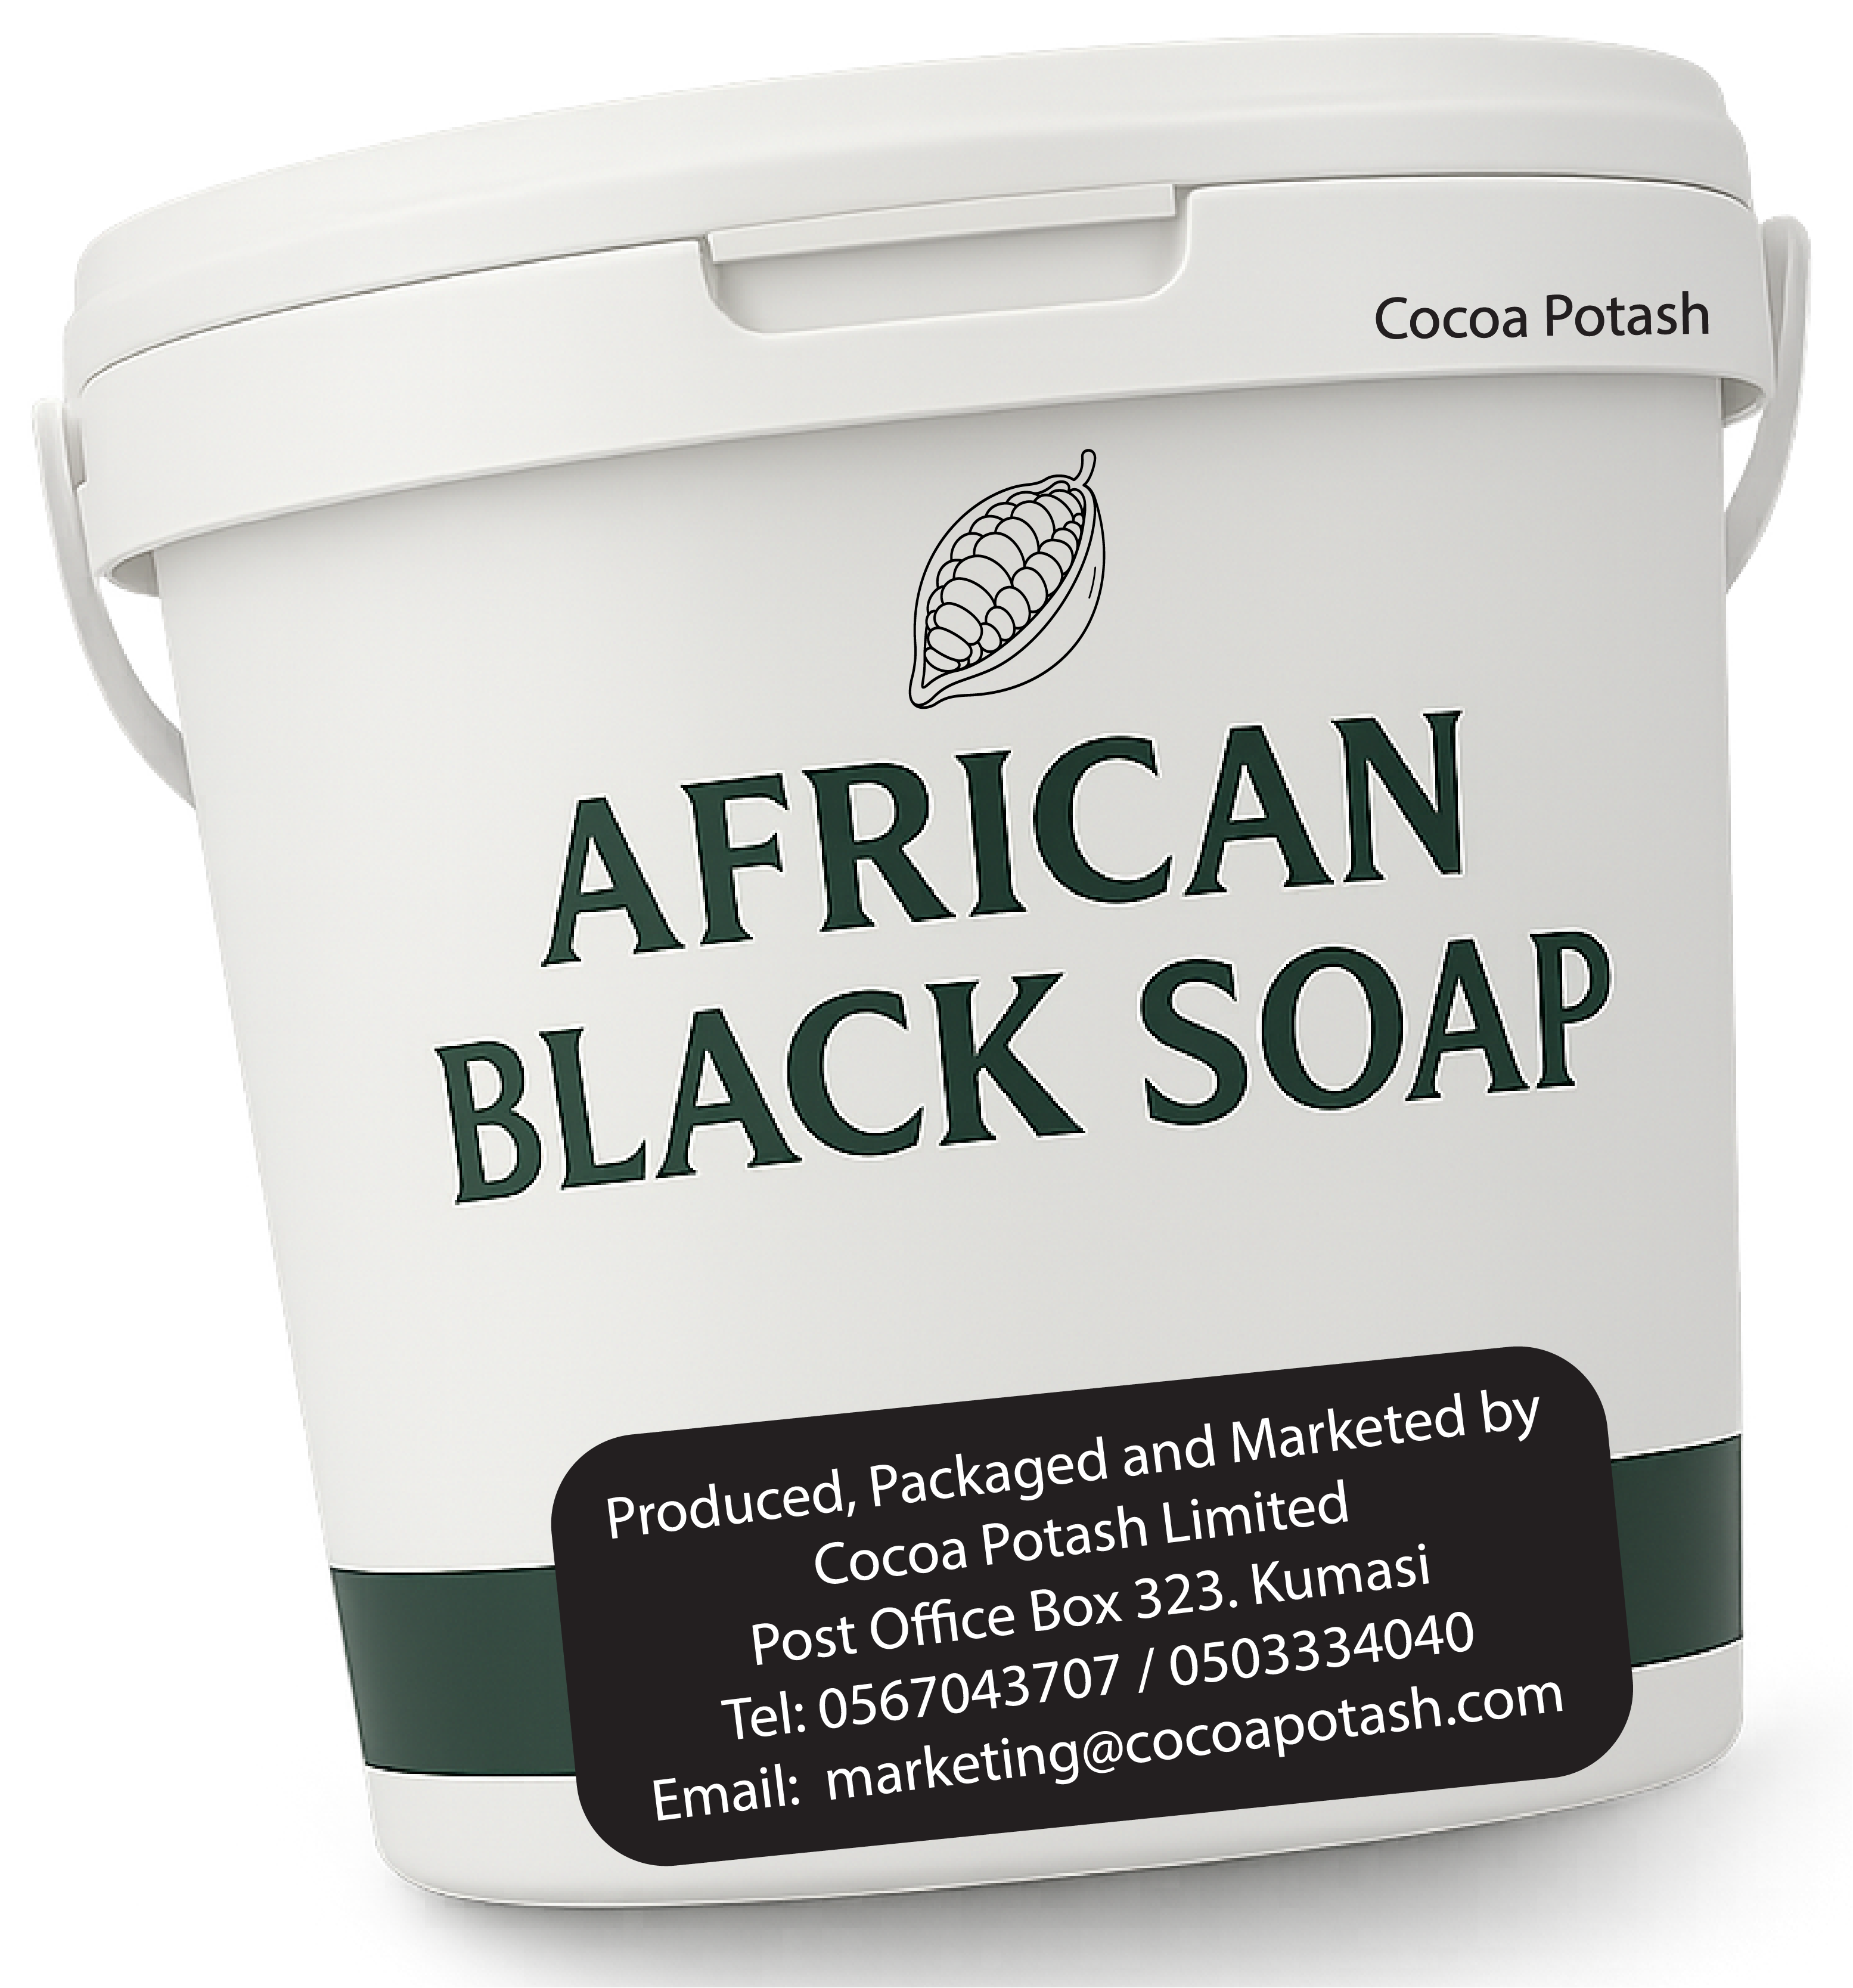 Cocoa Potash
AFRICAN
BLACK SOAP
Produced, Packaged and Marketed by
Cocoa Potash Limited
Post Office Box 323. Kumasi
Tel: 0567043707 / 0503334040
Email:  marketing@cocoapotash.com